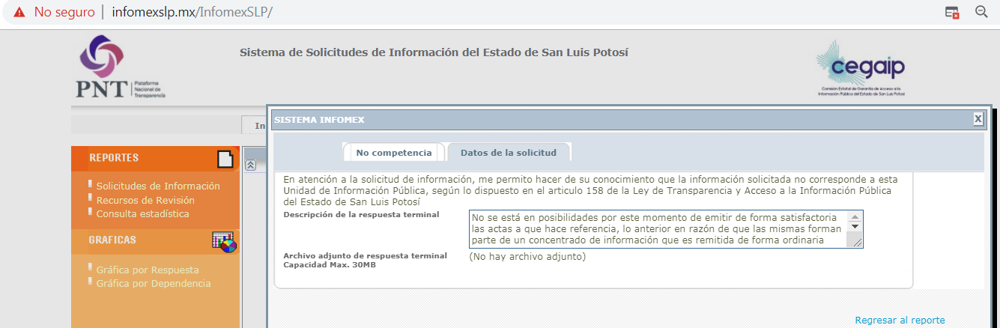 No seguro | infomexslp.mx/InfomexSLP/
PNT
Plataforma
Nacional de
Transparencia
Sistema de Solicitudes de Información del Estado de San Luis Potosí
cegaip
Comisión Estatal de Garantía de Acceso a la
Información Pública del Estado de San Luis Potosí
In
SISTEMA INFOMEX
X
No competencia
Datos de la solicitud
REPORTES
Solicitudes de Información
Recursos de Revisión
Consulta estadística
GRAFICAS
Gráfica por Respuesta
Gráfica por Dependencia
En atención a la solicitud de información, me permito hacer de su conocimiento que la información solicitada no corresponde a esta
Unidad de Información Pública, según lo dispuesto en el articulo 158 de la Ley de Transparencia y Acceso a la Información Pública
del Estado de San Luis Potosí
Descripción de la respuesta terminal
No se está en posibilidades por este momento de emitir de forma satisfactoria
las actas a que hace referencia, lo anterior en razón de que las mismas forman
parte de un concentrado de información que es remitida de forma ordinaria
Archivo adjunto de respuesta terminal
Capacidad Max. 30MB
(No hay archivo adjunto)
Regresar al reporte